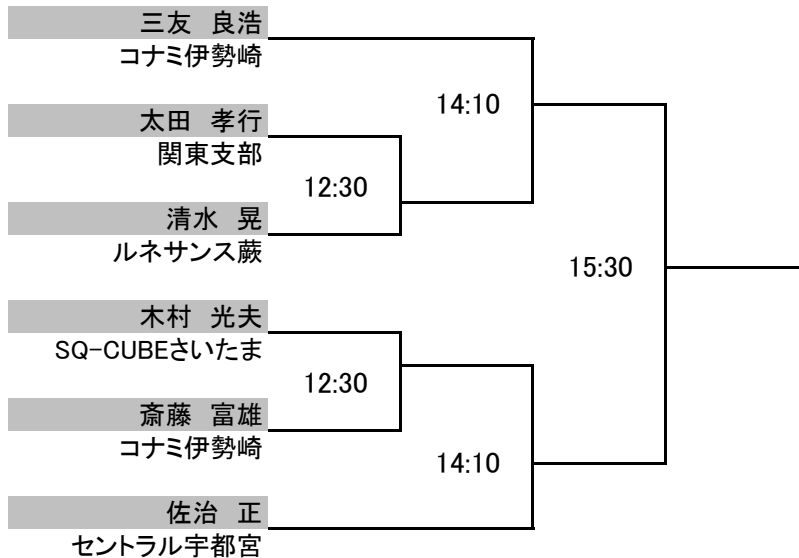 三友　良浩
コナミ伊勢崎
14:10
太田　孝行
関東支部
12:30
清水　晃
ルネサンス蕨
15:30
木村　光夫
SQ-CUBEさいたま
12:30
斎藤　富雄
コナミ伊勢崎
14:10
佐治　正
セントラル宇都宮